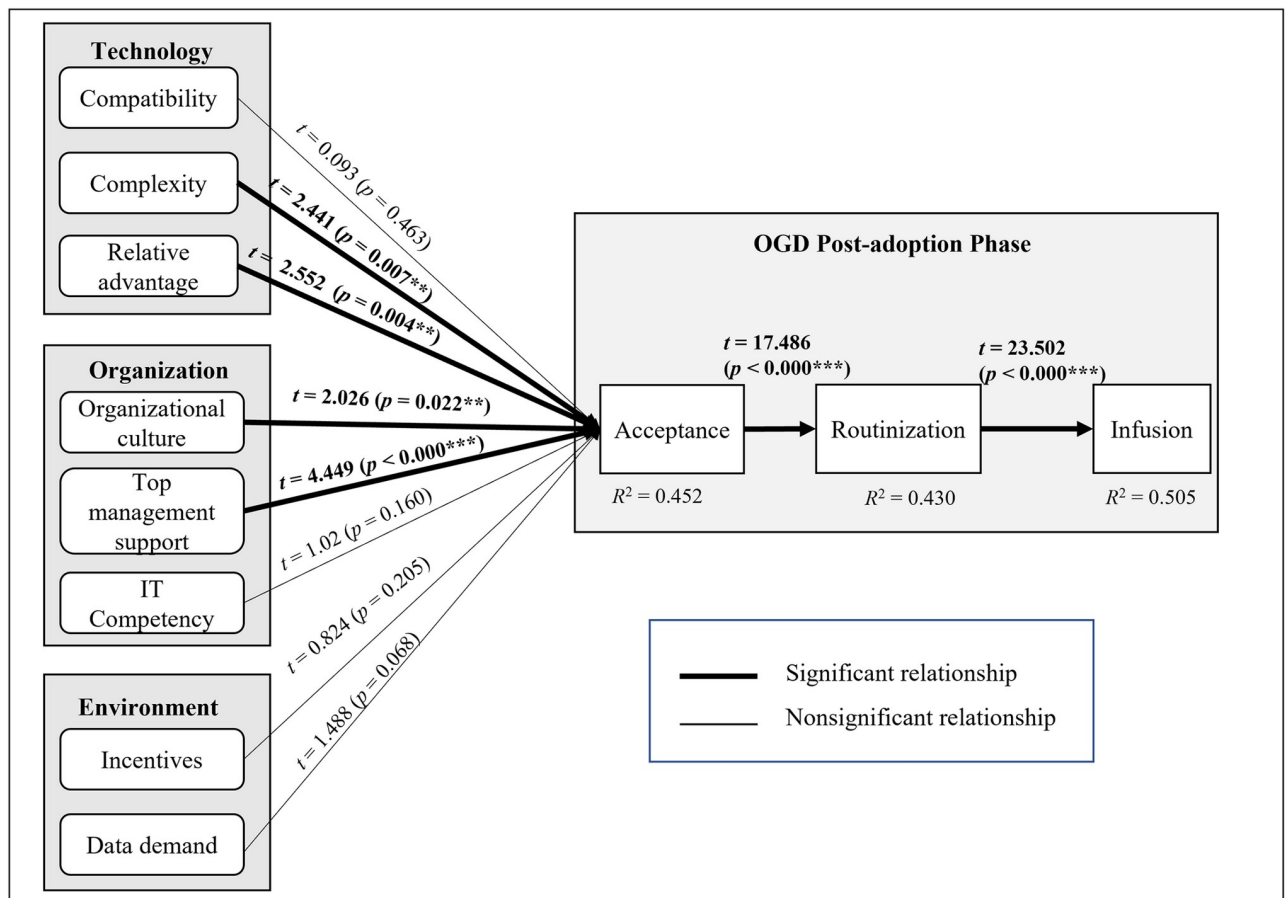 Technology
Compatibility
Complexity
Relative
advantage
Organization
Organizational
culture
Top
management
support
IT
Competency
Environment
Incentives
Data demand
t = 0.093 (p = 0.463)
t = 2.441 (p = 0.007**)
t = 2.552 (p = 0.004**)
t = 2.026 (p = 0.022**)
t = 4.449 (p < 0.000***)
t = 1.02 (p = 0.160)
t = 0.824 (p = 0.205)
t = 1.488 (p = 0.068)
OGD Post-adoption Phase
t = 17.486
(p < 0.000***)
t = 23.502
(p < 0.000***)
Acceptance
Routinization
Infusion
R² = 0.452
R² = 0.430
R² = 0.505
Significant relationship
Nonsignificant relationship